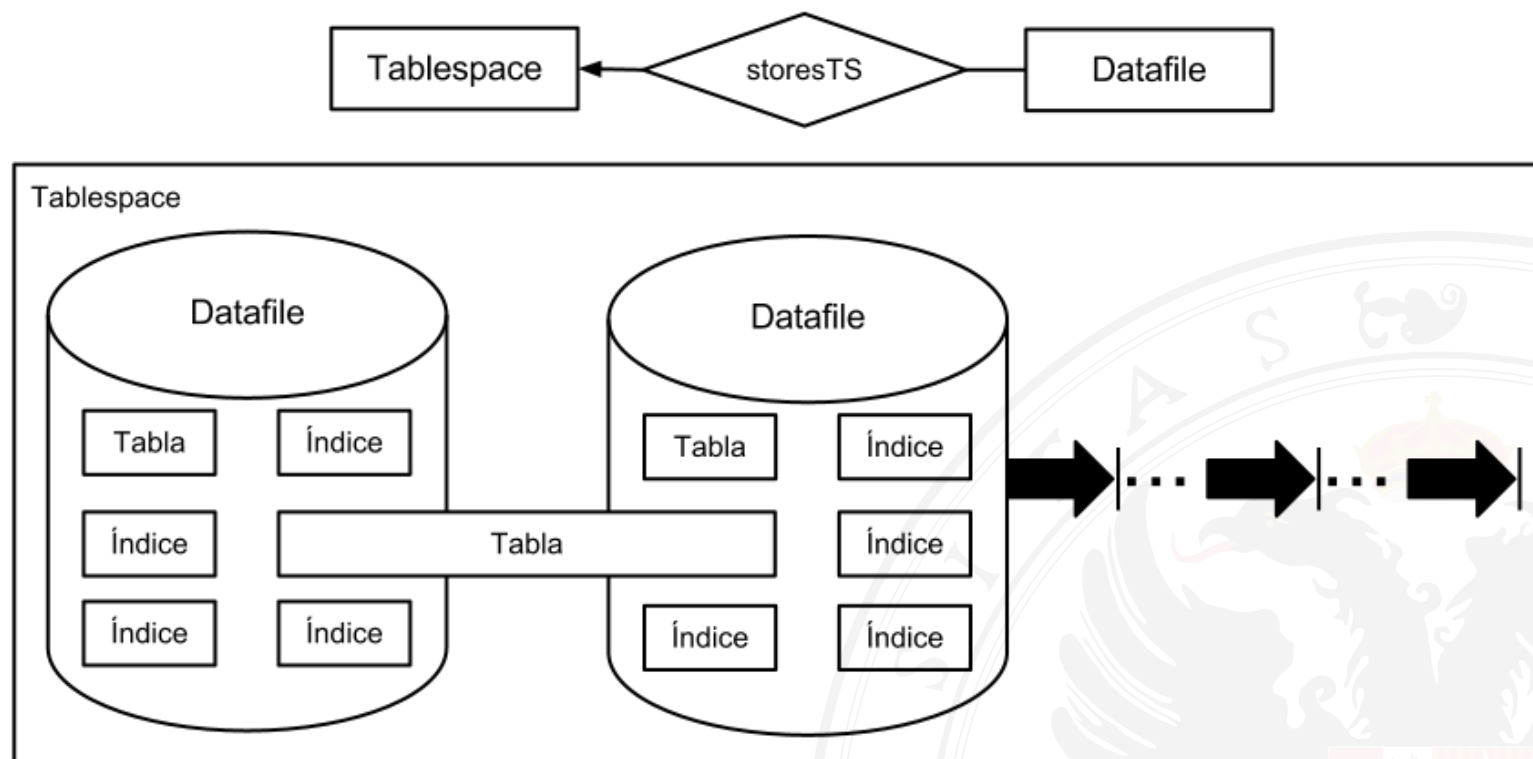 Tablespace
storesTS
Datafile
Tablespace
Datafile
Datafile
Tabla
Índice
Tabla
Índice
Índice
Tabla
Índice
Índice
Índice
Índice
Índice
S I T A S